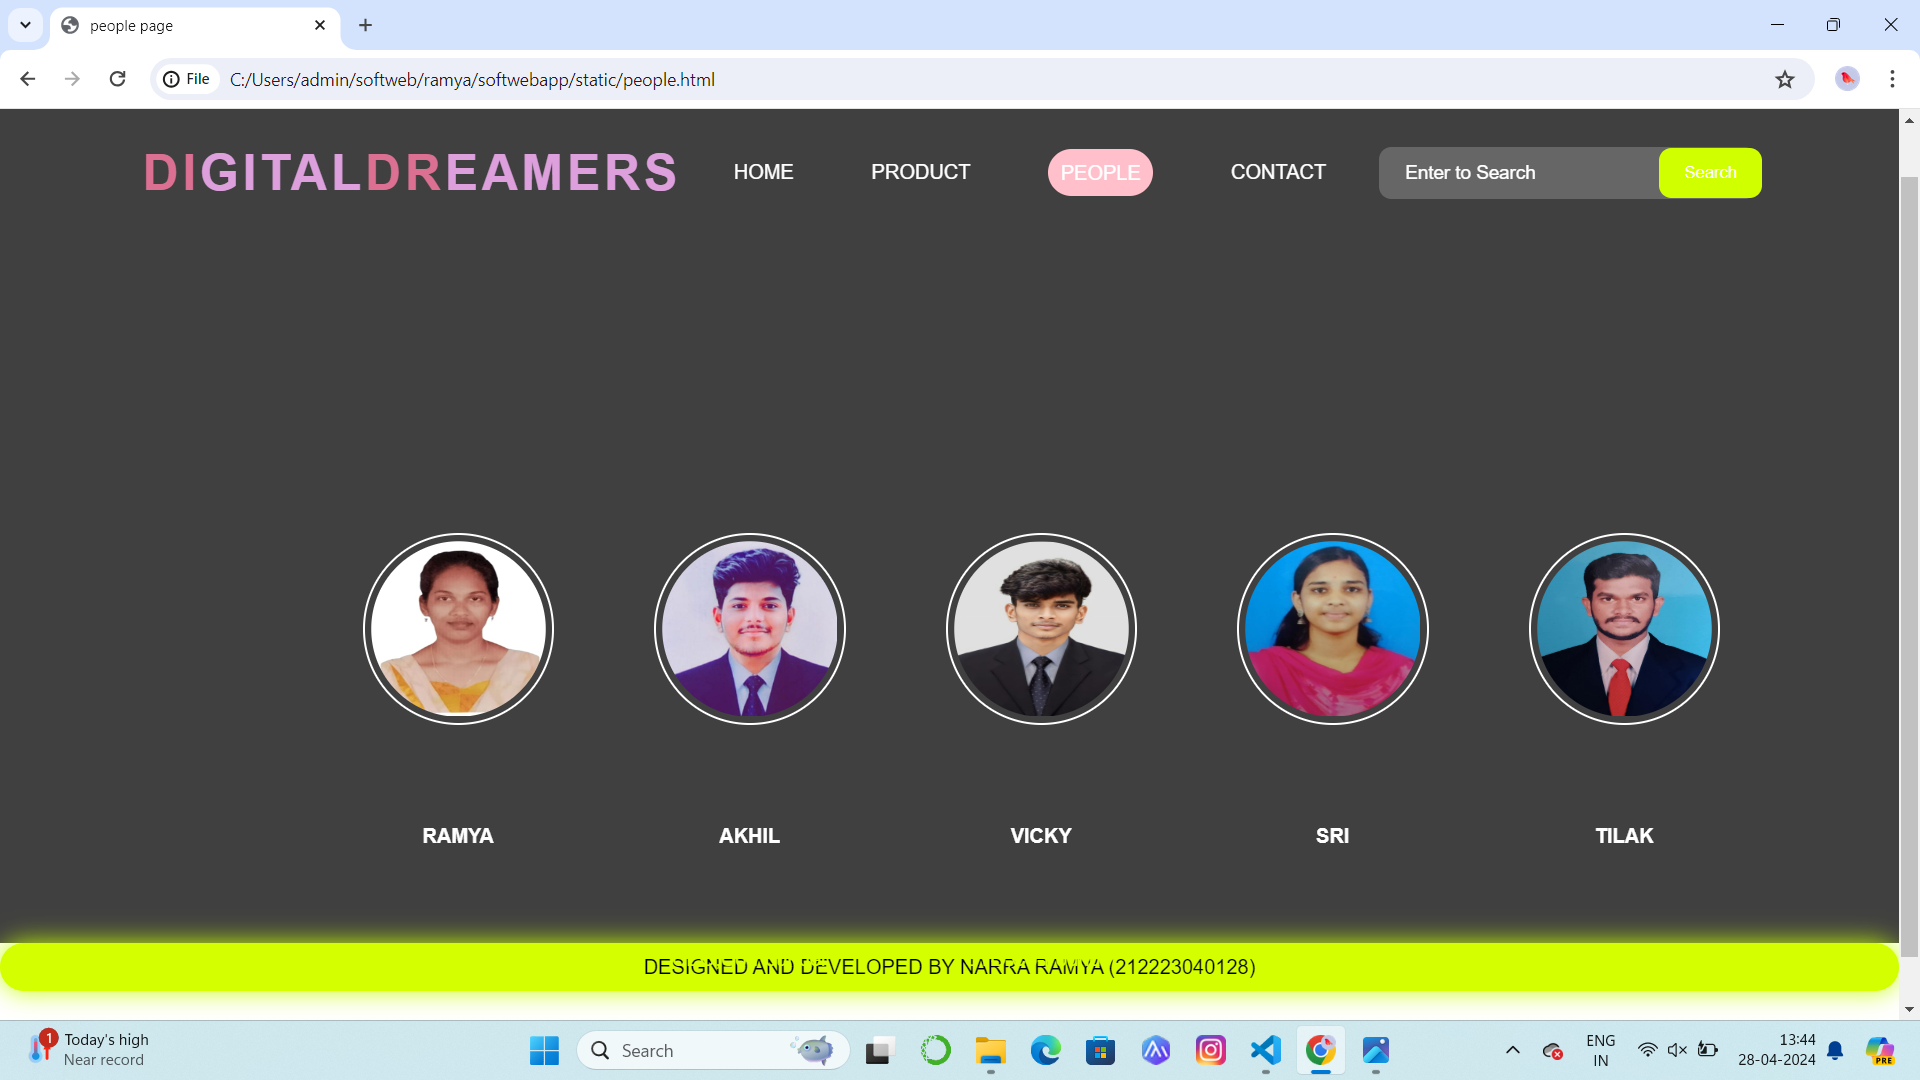 people page
File C:/Users/admin/softweb/ramya/softwebapp/static/people.html
DIGITALDREAMERS HOME PRODUCT PEOPLE CONTACT Enter to Search Search
RAMYA AKHIL VICKY SRI TILAK
DESIGNED AND DEVELOPED BY NARRA RAMYA (212223040128)
1 Today's high
Near record
Search
PRE
ENG
IN
13:44
28-04-2024